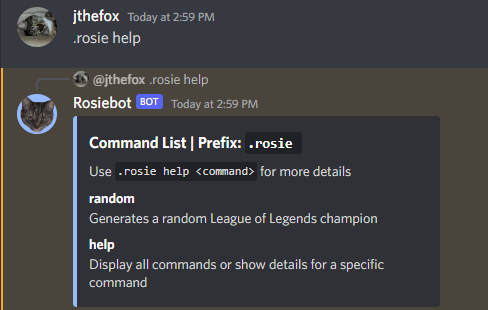 jthefox Today at 2:59 PM
.rosie help
@jthefox .rosie help
Rosiebot BOT Today at 2:59 PM
Command List | Prefix: .rosie
Use .rosie help <command> for more details
random
Generates a random League of Legends champion
help
Display all commands or show details for a specific
command